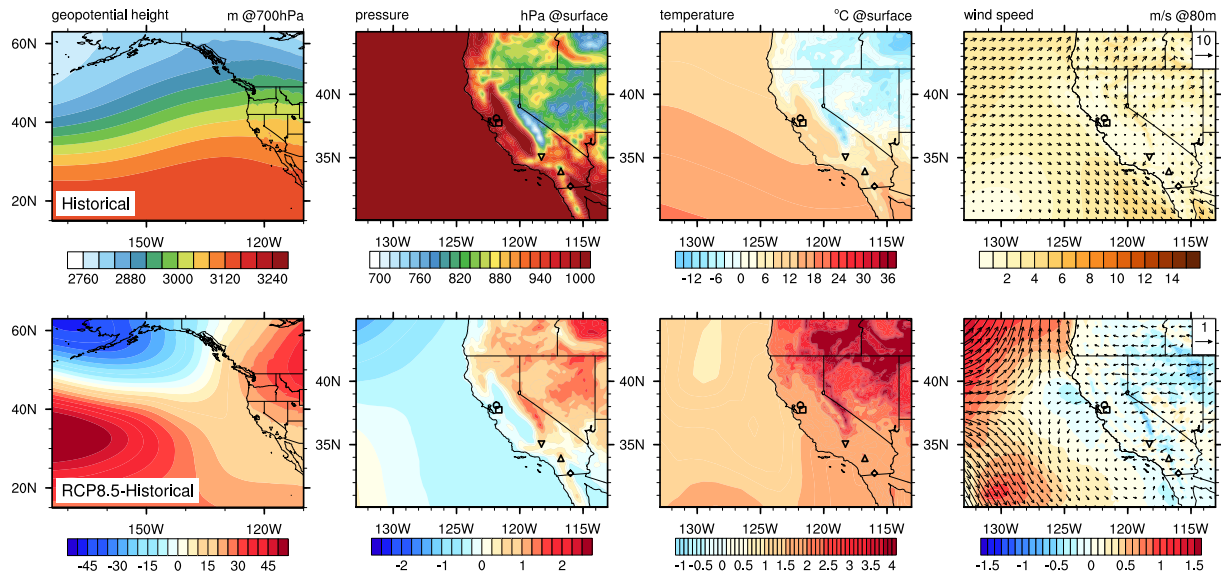 geopotential height m @700hPa
pressure hPa @surface
temperature °C @surface
wind speed m/s @80m
60N
50N
40N
30N
20N
Historical
150W 120W
2760 2880 3000 3120 3240
40N
35N
130W 125W 120W 115W
700 760 820 880 940 1000
40N
35N
130W 125W 120W 115W
-12 -6 0 6 12 18 24 30 36
10
40N
35N
130W 125W 120W 115W
2 4 6 8 10 12 14
60N
50N
40N
30N
20N
RCP8.5-Historical
150W 120W
-45 -30 -15 0 15 30 45
40N
35N
130W 125W 120W 115W
-2 -1 0 1 2
40N
35N
130W 125W 120W 115W
-1 -0.5 0 0.5 1 1.5 2 2.5 3 3.5 4
1
40N
35N
130W 125W 120W 115W
-1.5 -1 -0.5 0 0.5 1 1.5